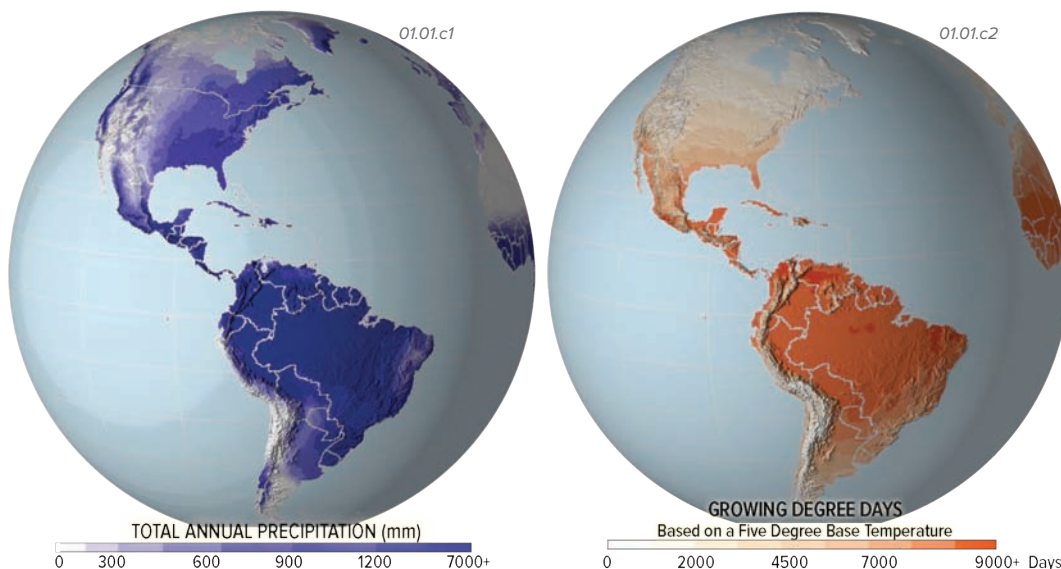 01.01.c1
TOTAL ANNUAL PRECIPITATION (mm)
0 300 600 900 1200 7000+
01.01.c2
GROWING DEGREE DAYS
Based on a Five Degree Base Temperature
0 2000 4500 7000 9000+ Days